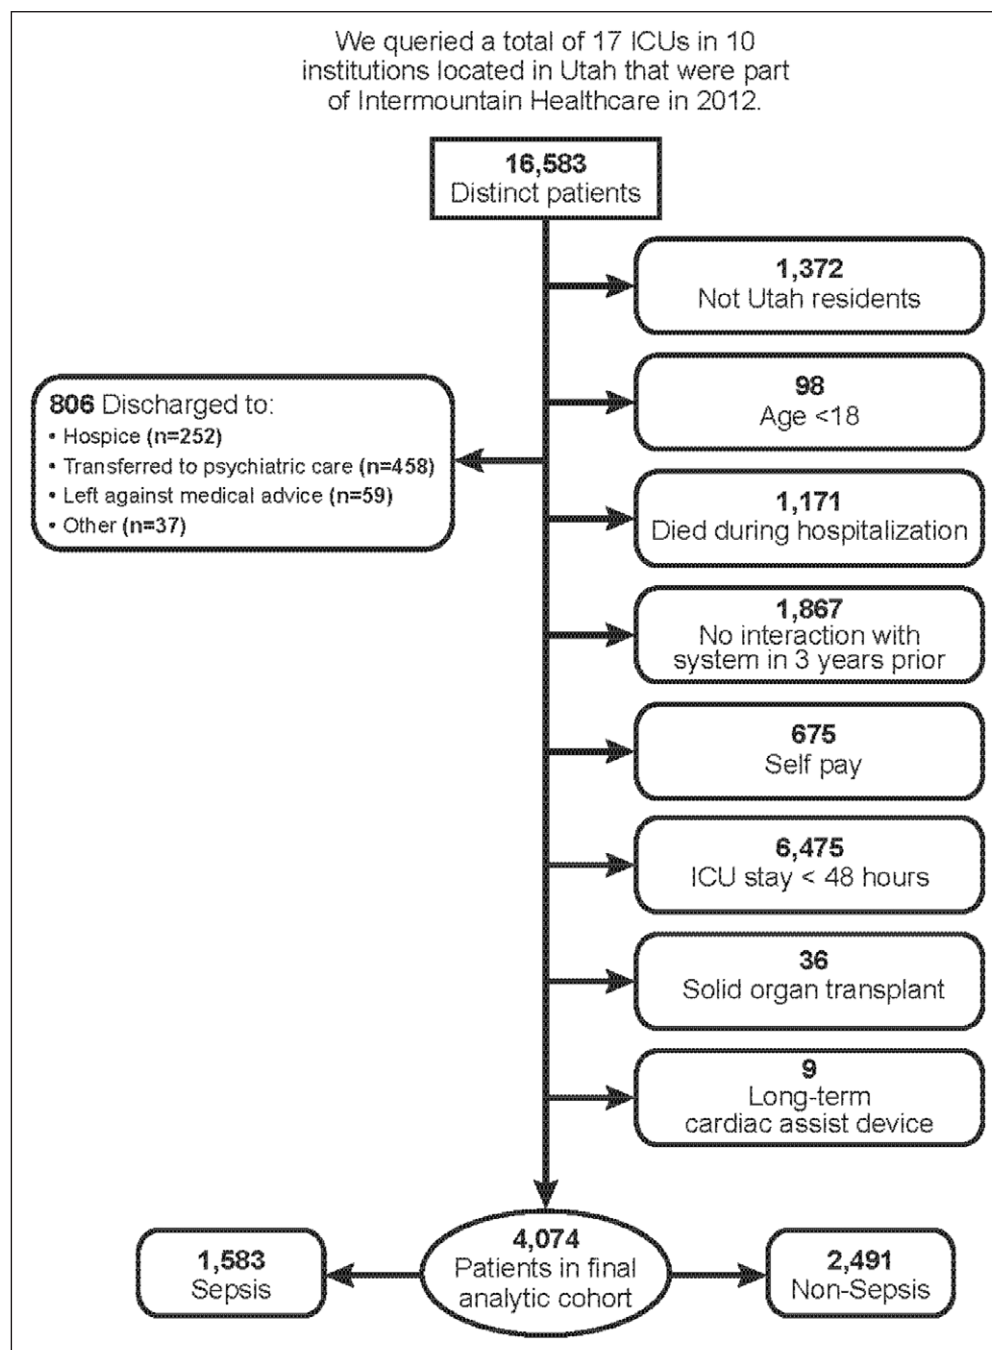 We queried a total of 17 ICUs in 10
institutions located in Utah that were part
of Intermountain Healthcare in 2012.
16,583
Distinct patients
1,372
Not Utah residents
98
Age <18
806 Discharged to:
• Hospice (n=252)
• Transferred to psychiatric care (n=458)
• Left against medical advice (n=59)
• Other (n=37)
1,171
Died during hospitalization
1,867
No interaction with
system in 3 years prior
675
Self pay
6,475
ICU stay < 48 hours
36
Solid organ transplant
9
Long-term
cardiac assist device
4,074
Patients in final
analytic cohort
1,583
Sepsis
2,491
Non-Sepsis